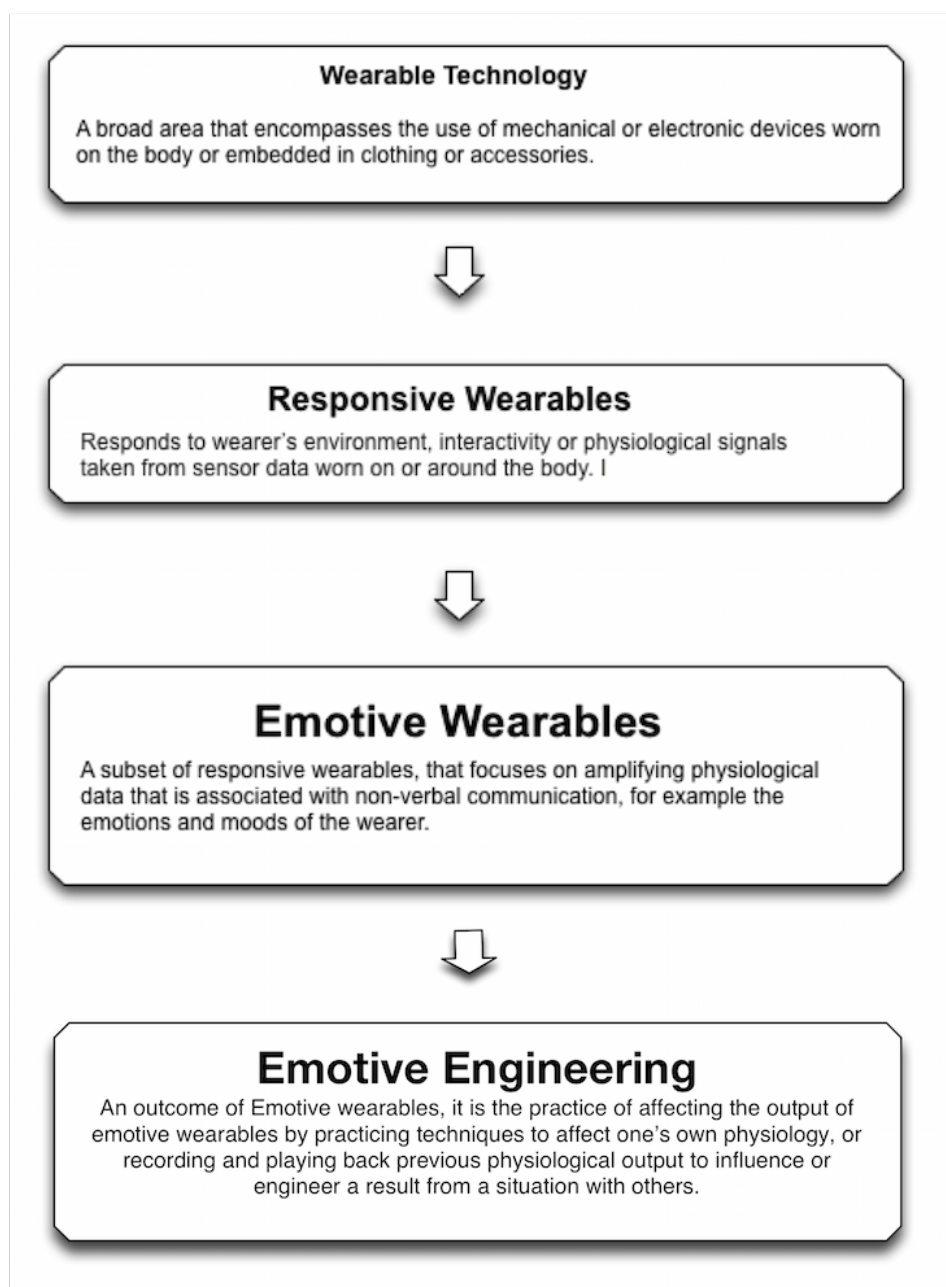 Wearable Technology
A broad area that encompasses the use of mechanical or electronic devices worn
on the body or embedded in clothing or accessories.
Responsive Wearables
Responds to wearer's environment, interactivity or physiological signals
taken from sensor data worn on or around the body. I
Emotive Wearables
A subset of responsive wearables, that focuses on amplifying physiological
data that is associated with non-verbal communication, for example the
emotions and moods of the wearer.
Emotive Engineering
An outcome of Emotive wearables, it is the practice of affecting the output of
emotive wearables by practicing techniques to affect one's own physiology, or
recording and playing back previous physiological output to influence or
engineer a result from a situation with others.